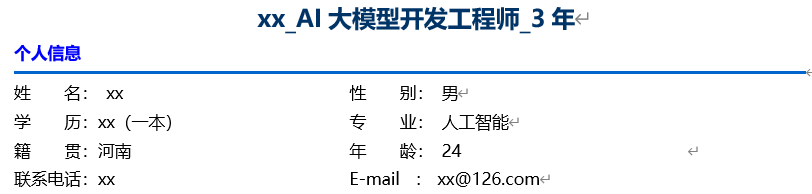 xx_AI 大模型开发工程师_3 年
个人信息
姓 名： xx 性 别： 男
学 历：xx（一本） 专 业： 人工智能
籍 贯：河南 年 龄： 24
联系电话：xx E-mail ： xx@126.com